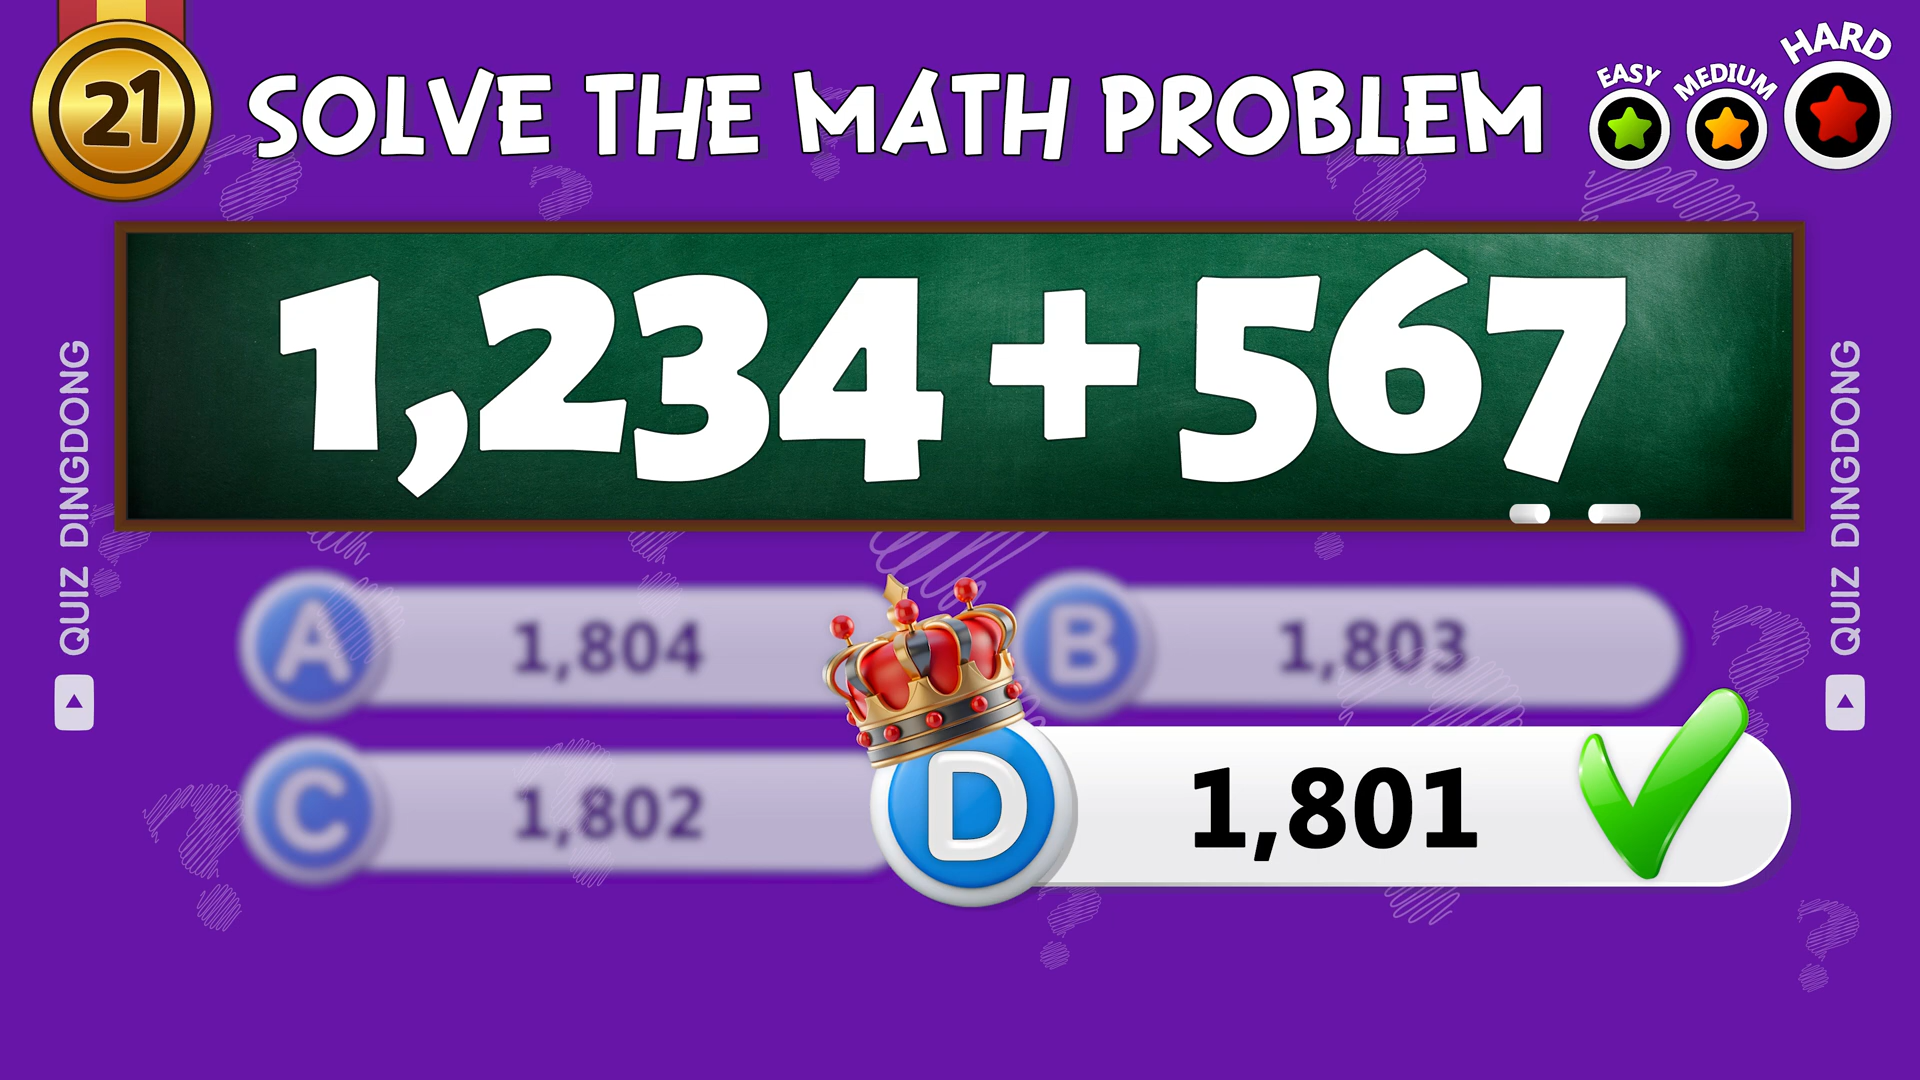 21
SOLVE THE MATH PROBLEM
EASY
MEDIUM
HARD
1,234 + 567
A 1,804
B 1,803
C 1,802
D 1,801
QUIZ DINGDONG
QUIZ DINGDONG